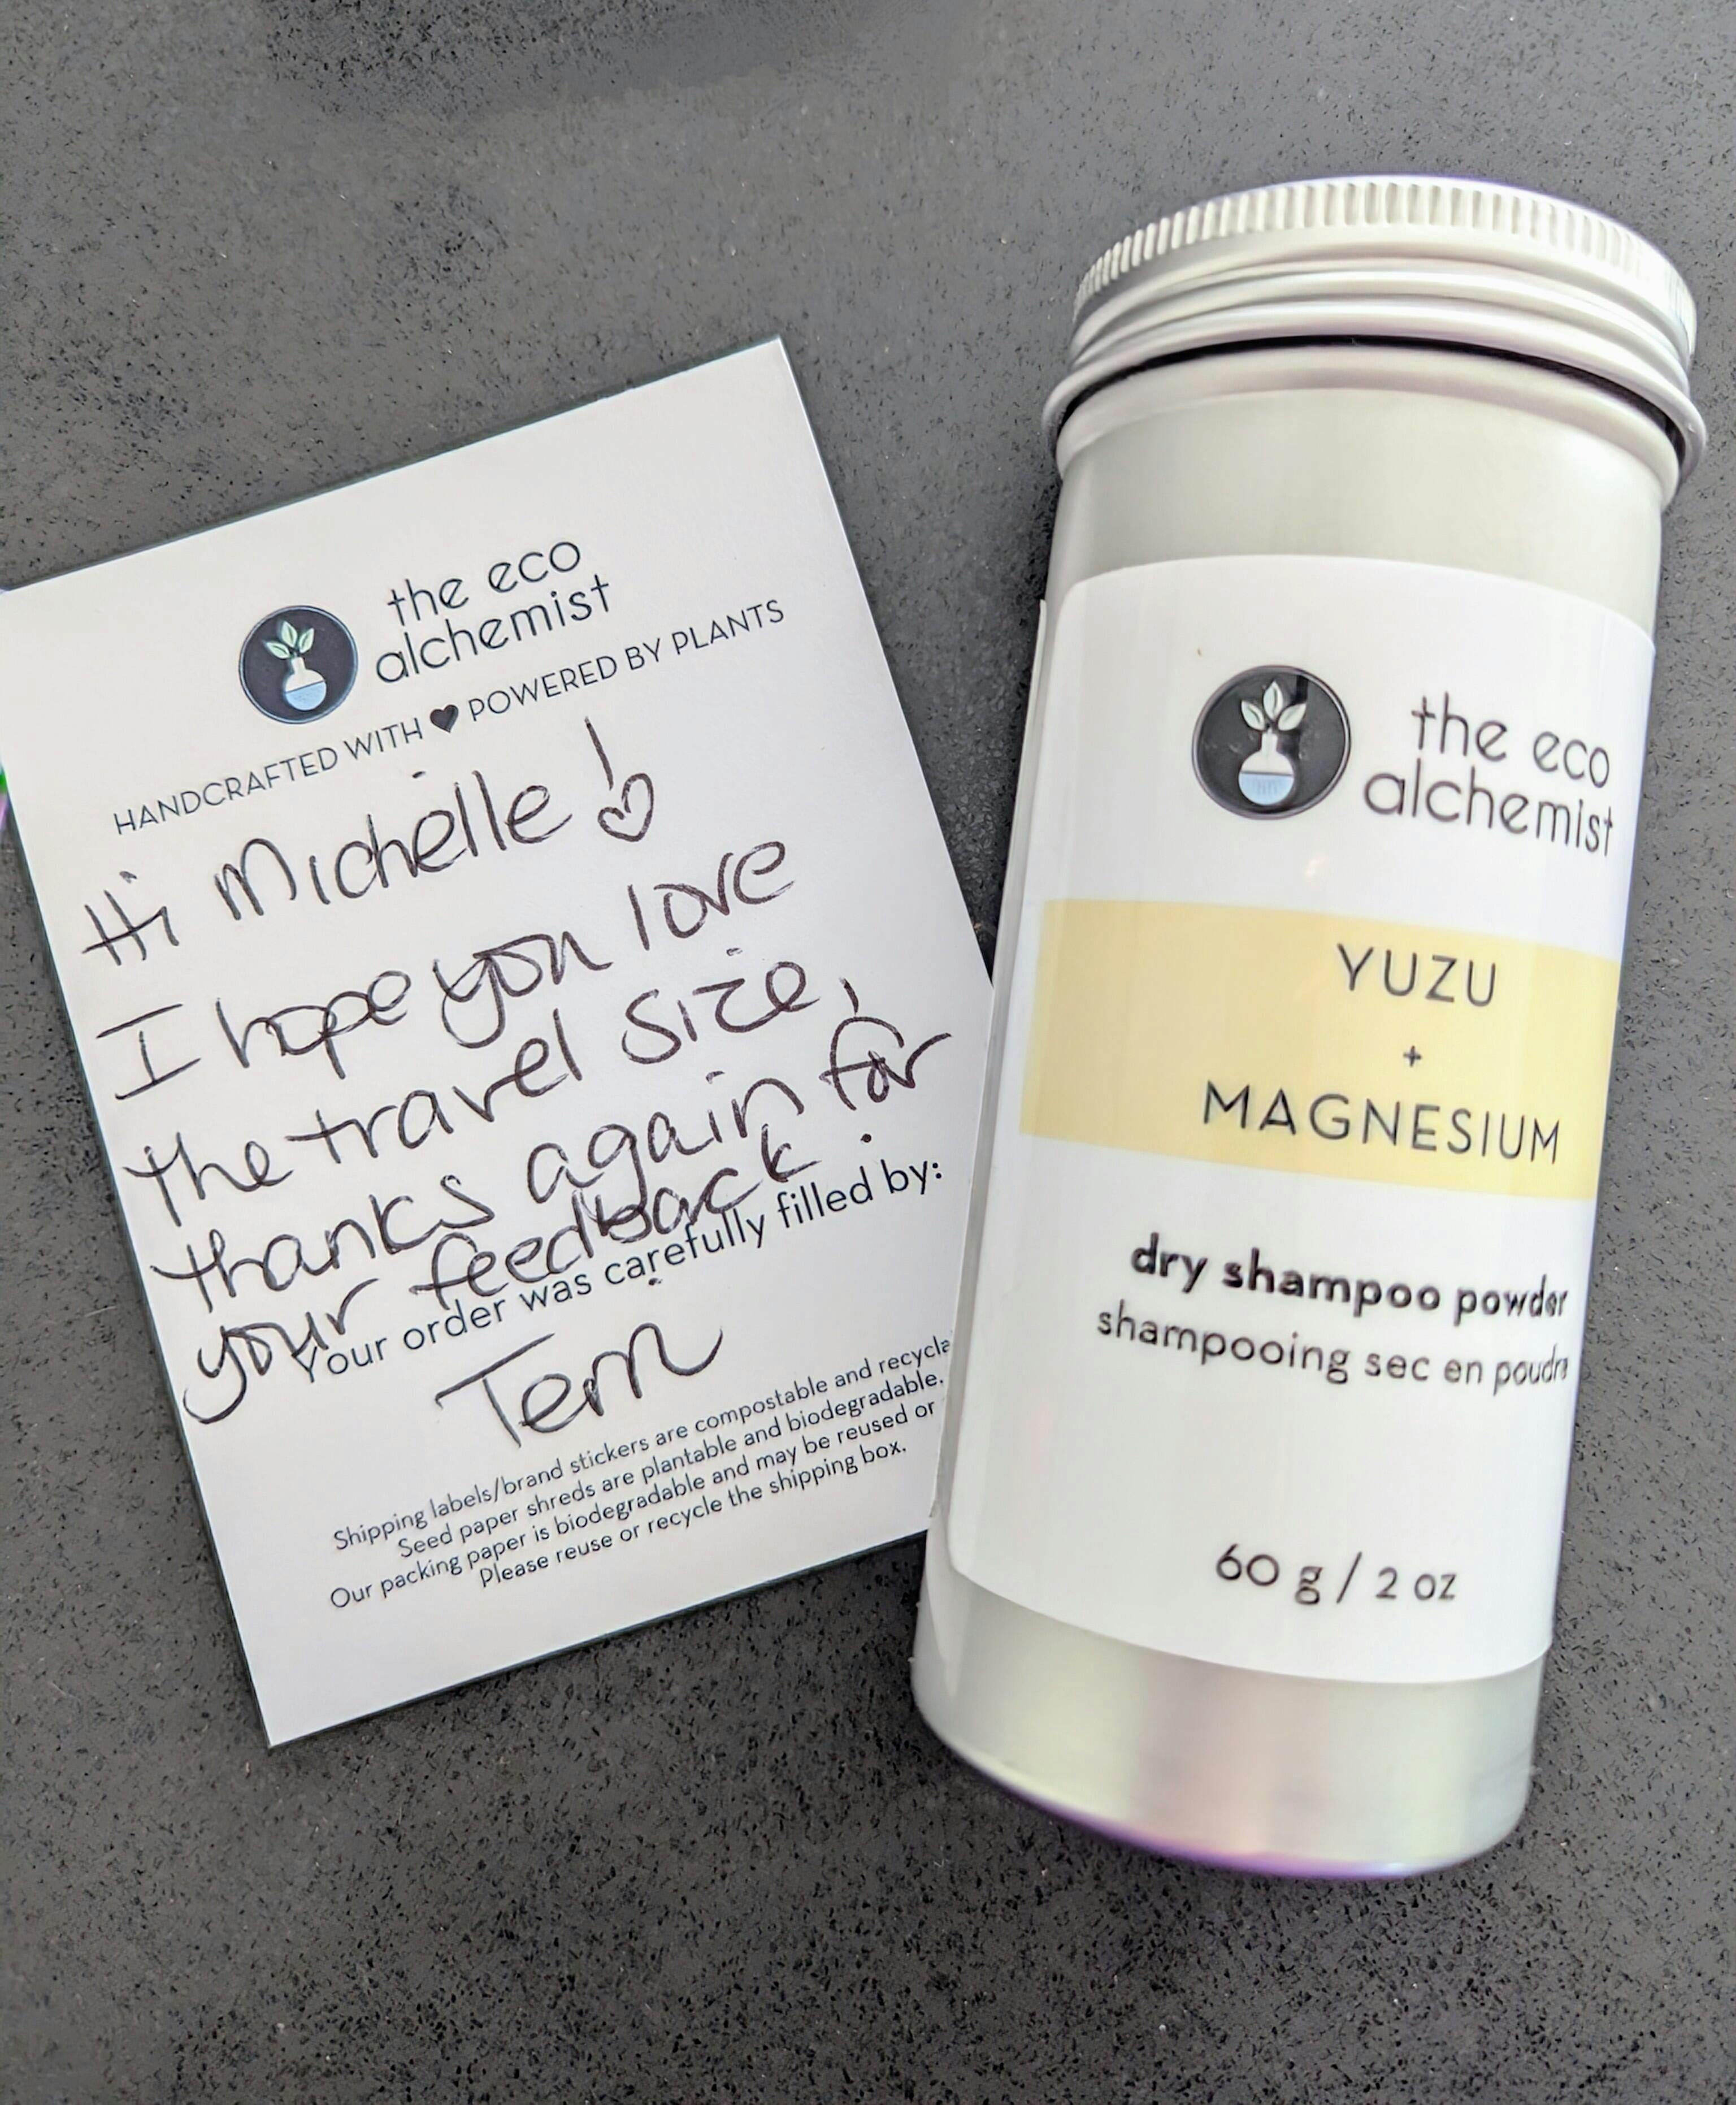 the eco
alchemist
HANDCRAFTED WITH ♥ POWERED BY PLANTS
Hi Michelle!
I hope you love
the travel size,
thanks again for
your feedback.
Your order was carefully filled by:
Shipping labels/brand stickers are compostable and recycla
Seed paper shreds are plantable and biodegradable.
Our packing paper is biodegradable and may be reused or
Please reuse or recycle the shipping box.
the eco
alchemist
YUZU
+
MAGNESIUM
dry shampoo powder
shampooing sec en poudre
60 g / 2 oz